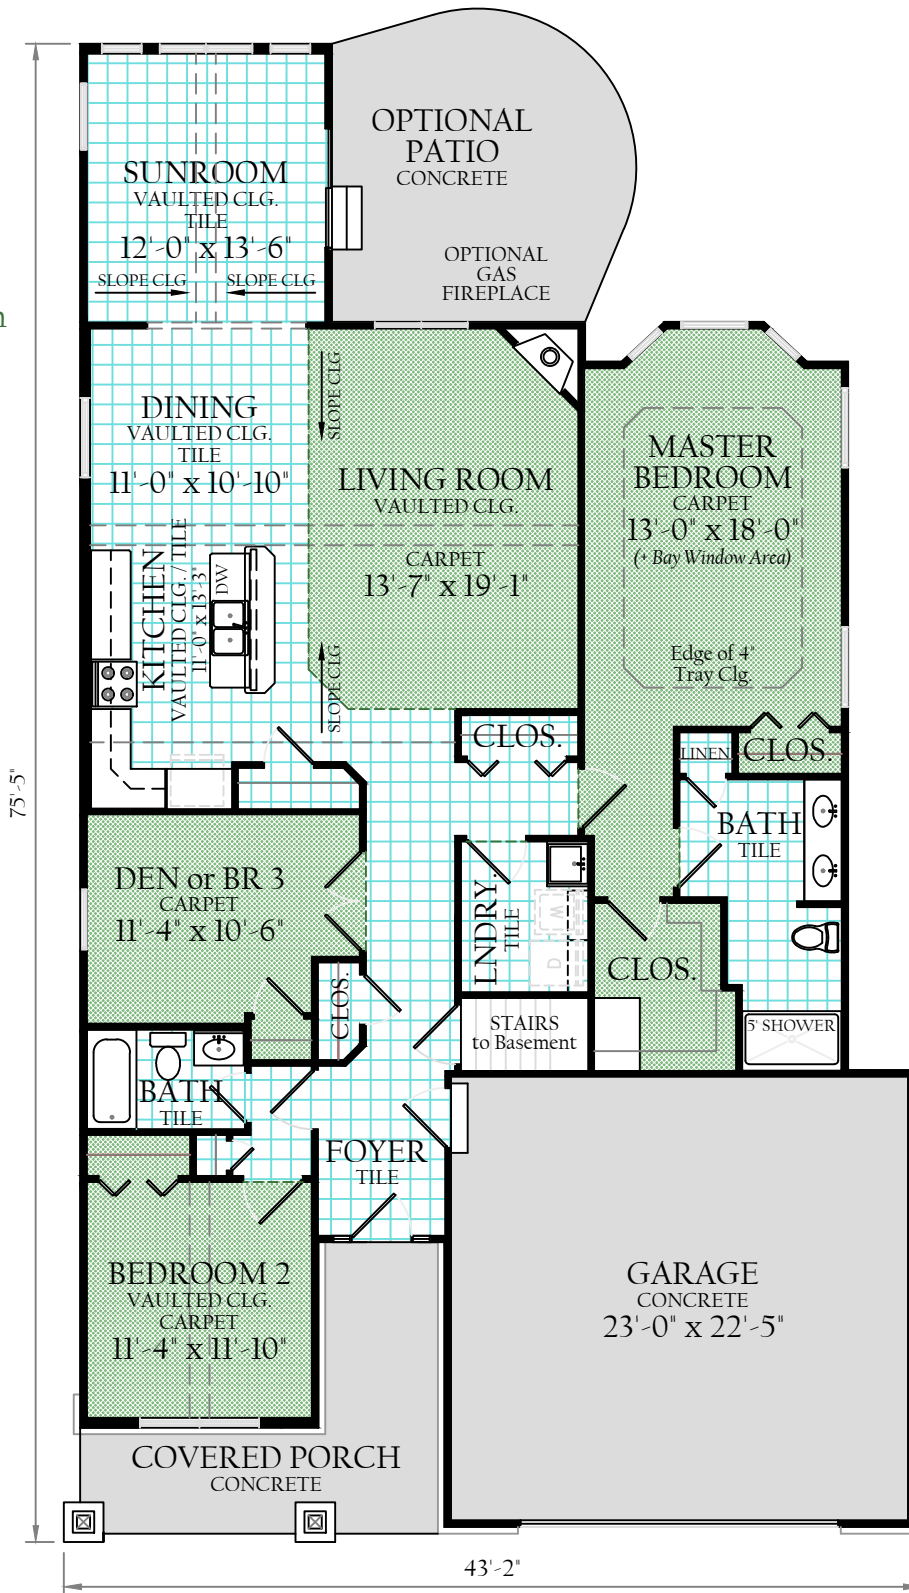 OPTIONAL
PATIO
CONCRETE
OPTIONAL
GAS
FIREPLACE
SUNROOM
VAULTED CLG.
TILE
12'-0" x 13'-6"
SLOPE CLG
SLOPE CLG
n
DINING
VAULTED CLG.
TILE
11'-0" x 10'-10"
SLOPE CLG
LIVING ROOM
VAULTED CLG.
CARPET
13'-7" x 19'-1"
SLOPE CLG
MASTER
BEDROOM
CARPET
13'-0" x 18'-0"
(+ Bay Window Area)
Edge of 4"
Tray Clg.
KITCHEN
VAULTED CLG. / TILE
11'-0" x 13'-3"
DW
CLOS.
LINEN
CLOS.
BATH
TILE
75'-5"
DEN or BR 3
CARPET
11'-4" x 10'-6"
LNDRY.
TILE
W
D
CLOS.
CLOS.
STAIRS
to Basement
5' SHOWER
BATH
TILE
FOYER
TILE
BEDROOM 2
VAULTED CLG.
CARPET
11'-4" x 11'-10"
GARAGE
CONCRETE
23'-0" x 22'-5"
COVERED PORCH
CONCRETE
43'-2"